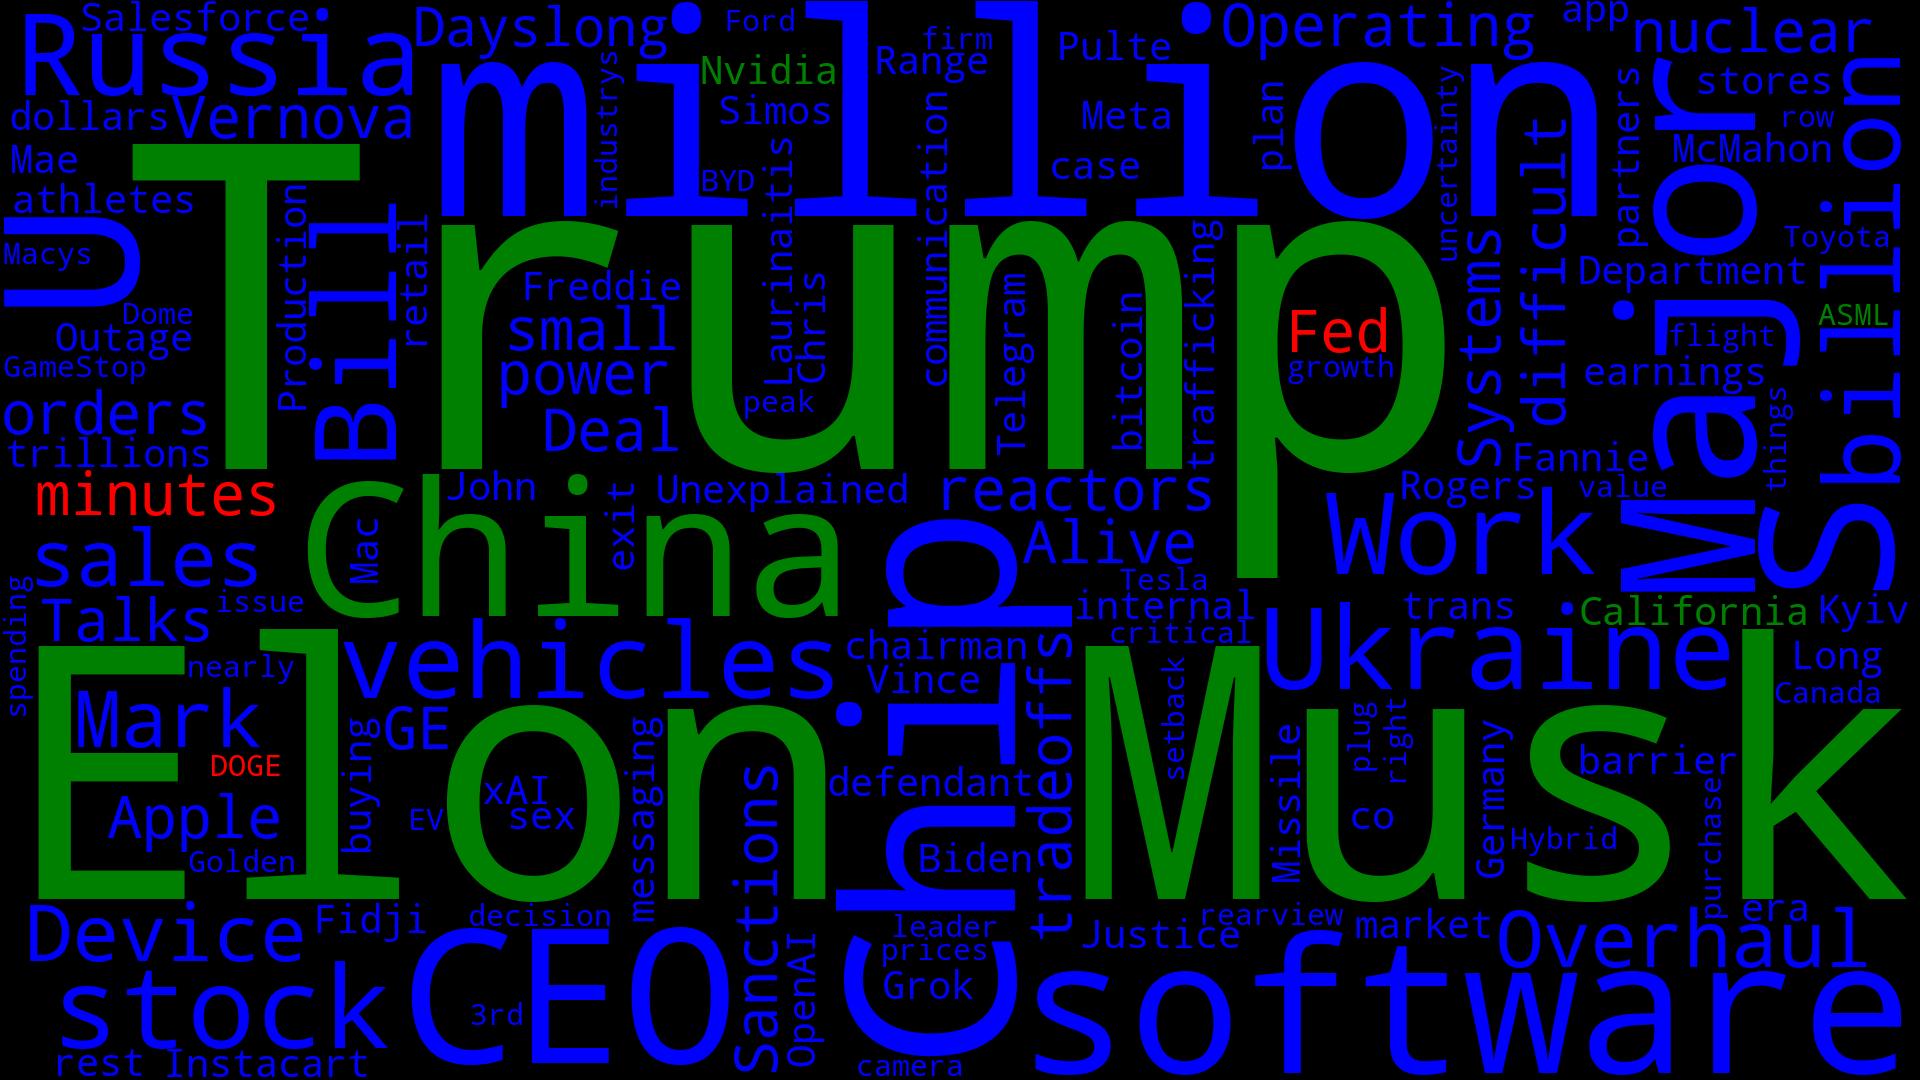 Salesforce
Russia
Dayslong
Ford
firm
Range
Pulte
Operating
app
nuclear
million
Nvidia
industrys
Simos
Meta
plan
stores
dollars
Vernova
row
Mae
BYD
case
communication
uncertainty
difficult
partners
Major
McMahon
billion
athletes
Trump
Production
Bill
retail
Laurinaitis
trafficking
Systems
Toyota
U
Macys
Department
Freddie
Chris
Telegram
bitcoin
Dome
Outage
small
Fed
ASML
flight
GameStop
power
growth
earnings
orders
Deal
peak
things
trillions
Fannie
minutes
China
John
exit
Unexplained
reactors
Rogers
value
Work
S
sales
Mac
Alive
Tesla
spending
Talks
issue
Chip
internal
trans
California
Kyiv
critical
Ukraine
vehicles
chairman
Vince
tradeoffs
setback
nearly
Long
Canada
Elon
Musk
Mark
GE
buying
messaging
plug
right
Germany
barrier
DOGE
xAI
sex
EV
defendant
Missile
co
Hybrid
purchase
Apple
Golden
Sanctions
Biden
Device
Fidji
decision
leader
rearview
Justice
market
era
Overhaul
prices
OpenAI
Grok
CEO
stock
3rd
software
rest
Instacart
camera